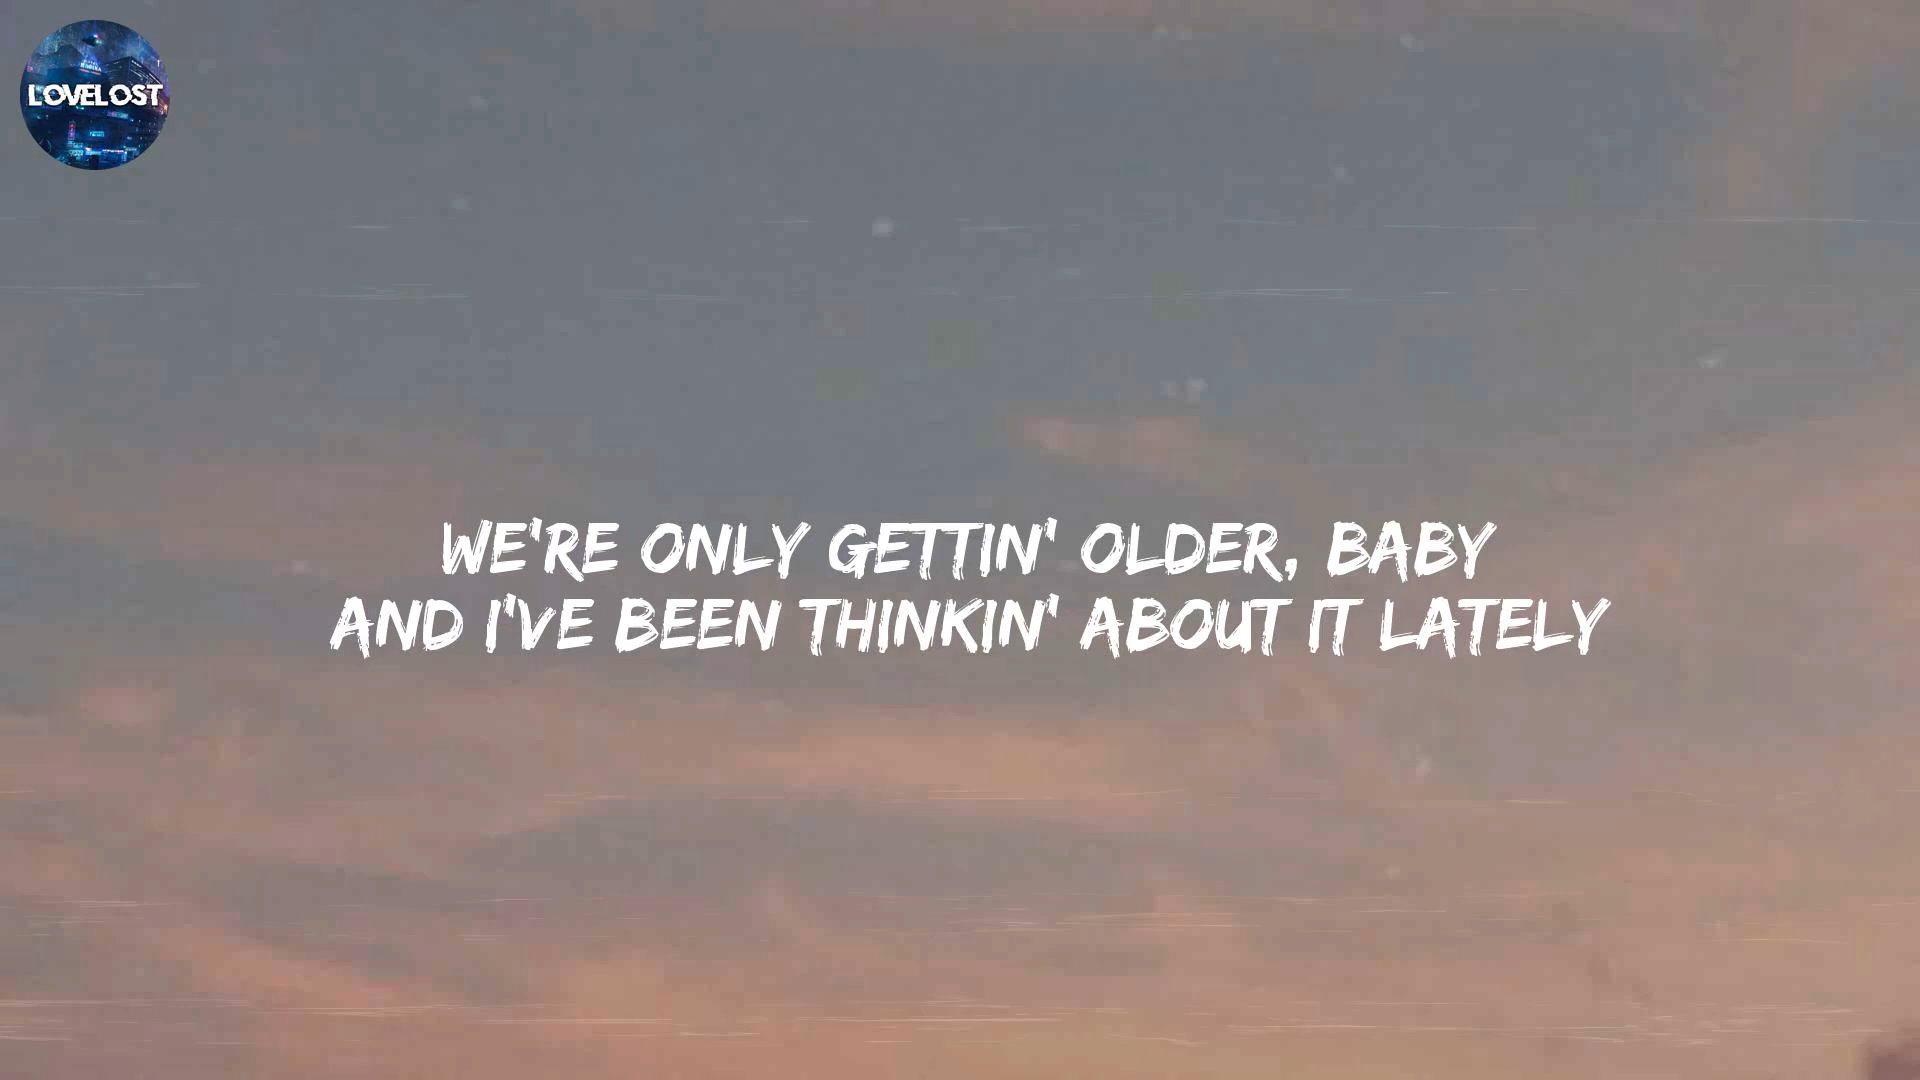 LOVELOST
WE'RE ONLY GETTIN' OLDER, BABY
AND I'VE BEEN THINKIN' ABOUT IT LATELY